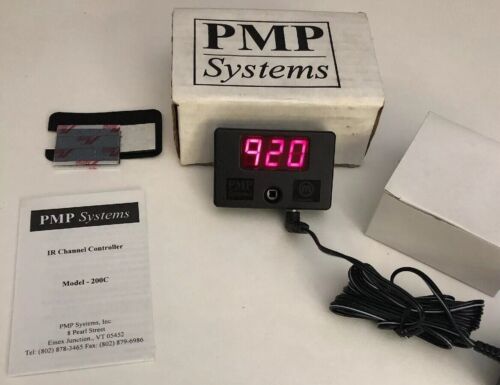 PMP
Systems
920
PMP
PMP Systems
IR Channel Controller
Model - 200C
PMP Systems, Inc.
8 Pearl Street
Essex Junction, VT 05452
Tel: (802) 878-3465 Fax: (802) 879-6986